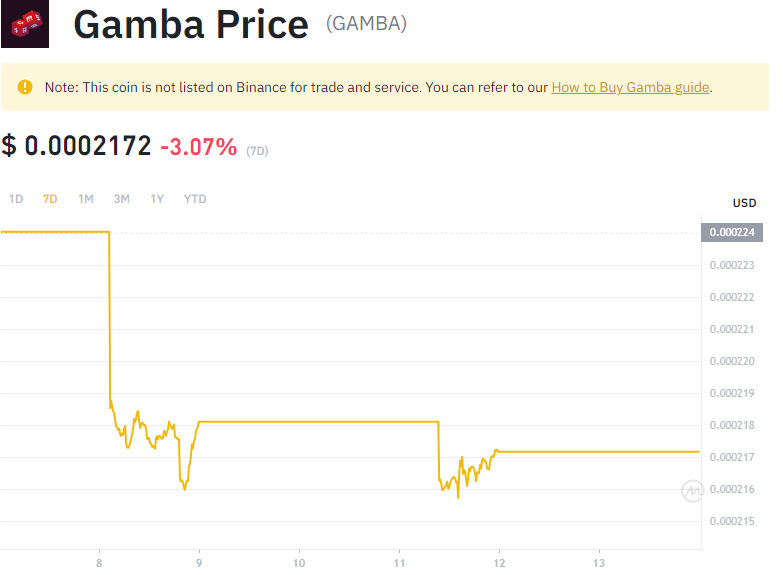 Gamba Price (GAMBA)
Note: This coin is not listed on Binance for trade and service. You can refer to our How to Buy Gamba guide.
$ 0.0002172 -3.07% (7D)
1D 7D 1M 3M 1Y YTD
USD
0.000224
0.000223
0.000222
0.000221
0.000220
0.000219
0.000218
0.000217
0.000216
0.000215
8 9 10 11 12 13